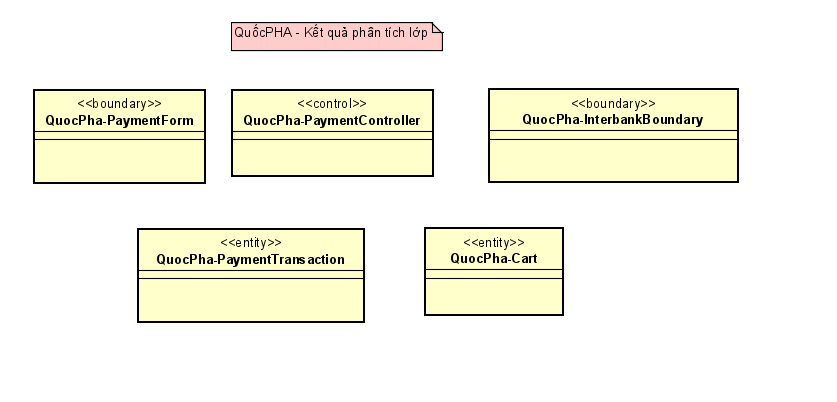 QuốcPHA - Kết quả phân tích lớp
<<boundary>>
QuocPha-PaymentForm
<<control>>
QuocPha-PaymentController
<<boundary>>
QuocPha-InterbankBoundary
<<entity>>
QuocPha-PaymentTransaction
<<entity>>
QuocPha-Cart